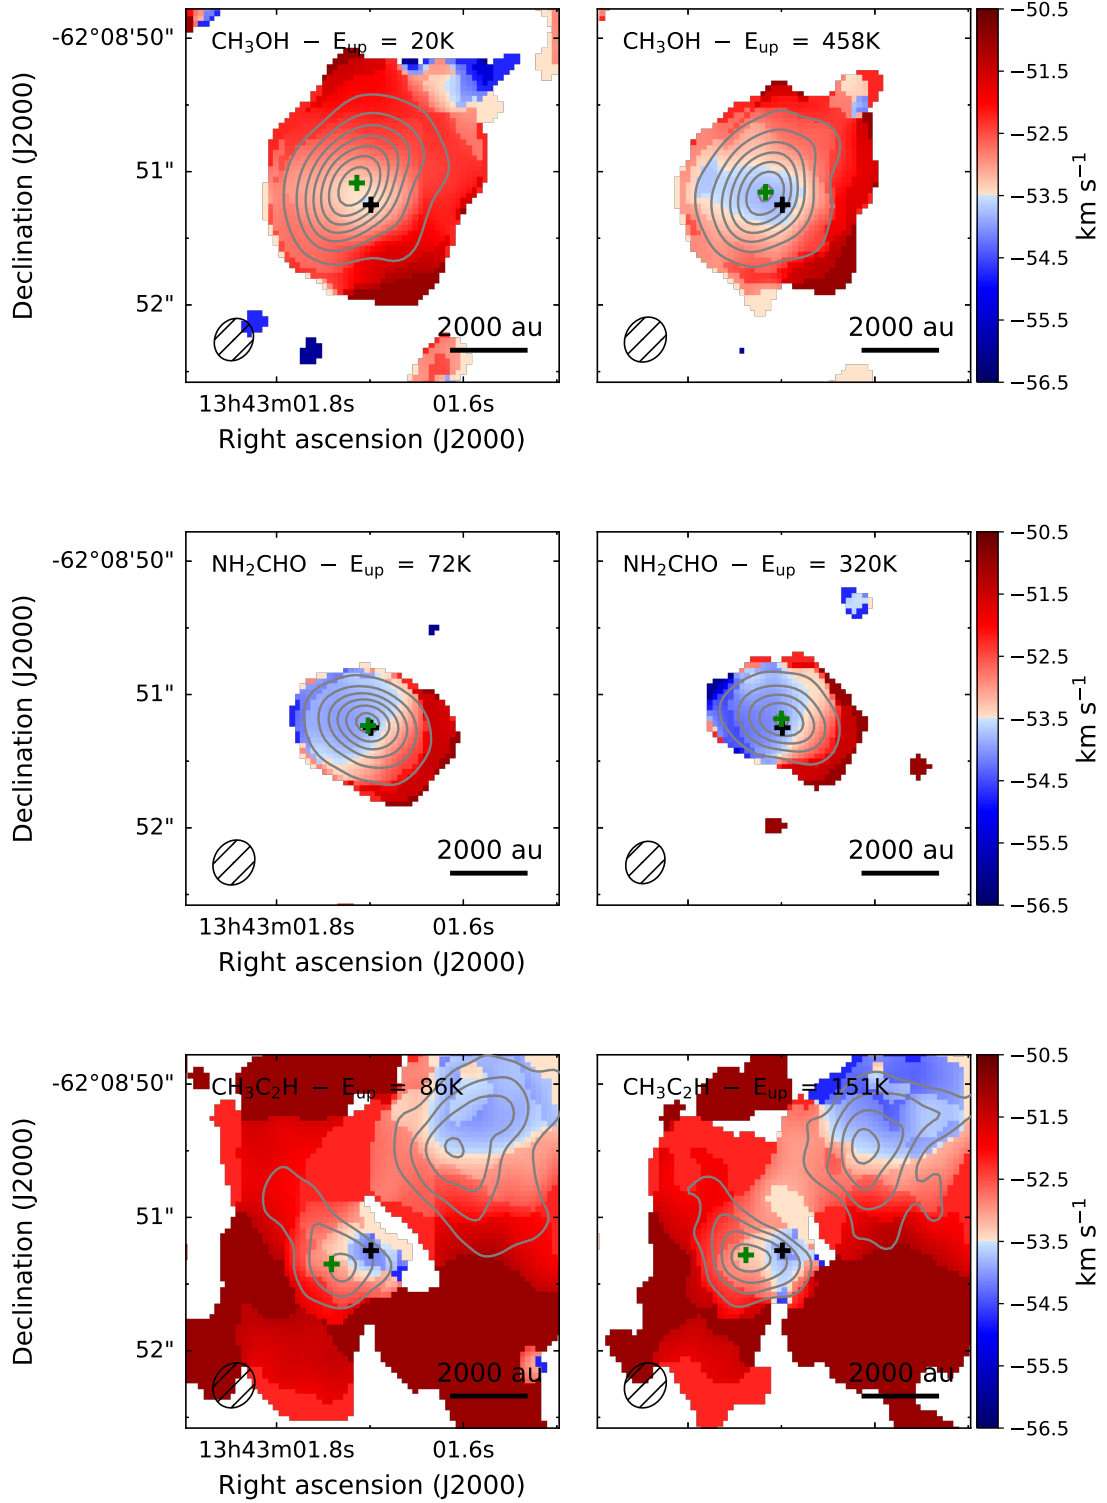 CH₃OH − E_up = 20K
CH₃OH − E_up = 458K
-62°08'50"
51"
52"
Declination (J2000)
2000 au
2000 au
13h43m01.8s
01.6s
Right ascension (J2000)
−50.5
−51.5
−52.5
−53.5
−54.5
−55.5
−56.5
km s⁻¹
NH₂CHO − E_up = 72K
NH₂CHO − E_up = 320K
-62°08'50"
51"
52"
Declination (J2000)
2000 au
2000 au
13h43m01.8s
01.6s
Right ascension (J2000)
−50.5
−51.5
−52.5
−53.5
−54.5
−55.5
−56.5
km s⁻¹
CH₃C₂H − E_up = 86K
CH₃C₂H − E_up = 151K
-62°08'50"
51"
52"
Declination (J2000)
2000 au
2000 au
13h43m01.8s
01.6s
Right ascension (J2000)
−50.5
−51.5
−52.5
−53.5
−54.5
−55.5
−56.5
km s⁻¹